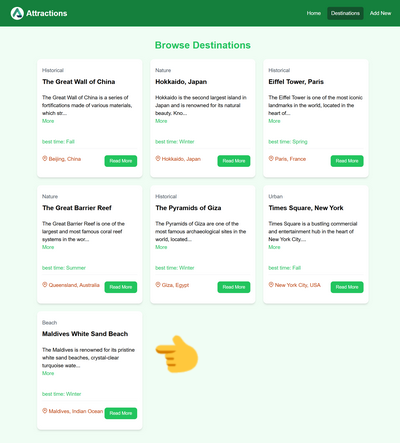 Attractions
Home
Destinations
Add New
Browse Destinations
Historical
The Great Wall of China
The Great Wall of China is a series of
fortifications made of various materials,
which str...
More
best time: Fall
Beijing, China
Read More
Nature
Hokkaido, Japan
Hokkaido is the second largest island in
Japan and is renowned for its natural
beauty. Kno...
More
best time: Winter
Hokkaido, Japan
Read More
Historical
Eiffel Tower, Paris
The Eiffel Tower is one of the most iconic
landmarks in the world, located in the
heart of...
More
best time: Spring
Paris, France
Read More
Nature
The Great Barrier Reef
The Great Barrier Reef is one of the
largest and most famous coral reef
systems in the wor...
More
best time: Summer
Queensland, Australia
Read More
Historical
The Pyramids of Giza
The Pyramids of Giza are one of the
most famous archaeological sites in the
world, located...
More
best time: Winter
Giza, Egypt
Read More
Urban
Times Square, New York
Times Square is a bustling commercial
and entertainment hub in the heart of
New York City....
More
best time: Fall
New York City, USA
Read More
Beach
Maldives White Sand Beach
The Maldives is renowned for its pristine
white sand beaches, crystal-clear
turquoise wate...
More
best time: Winter
Maldives, Indian Ocean
Read More